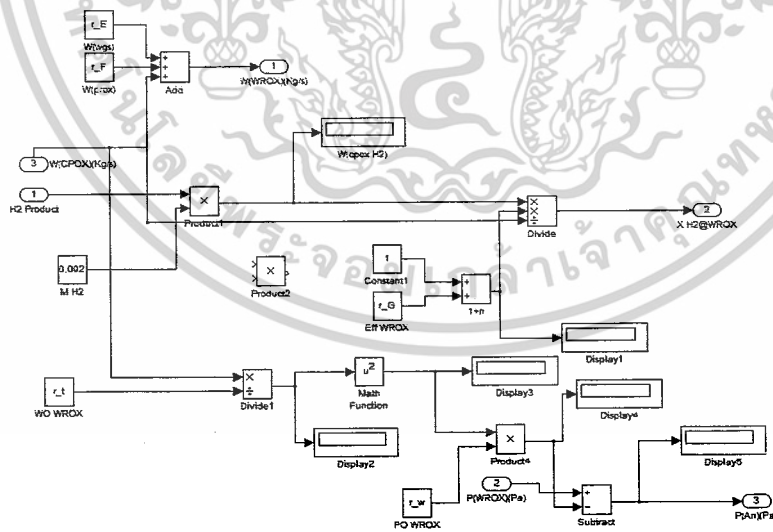 r_E
W(wgs)
r_F
W(prox)
+
+
+
Add
1
W(WROX)(Kg/s)
3
W(CPOX)(Kg/s)
W(cpox H2)
1
H2 Product
×
Product1
×
×
÷
Divide
2
X H2@WROX
0.002
M H2
×
Product2
1
Constant1
+
+
1+n
r_G
Eff WROX
Display1
r_t
WO WROX
×
÷
Divide1
u²
Math
Function
Display3
Display4
Display2
×
Product4
r_w
PO WROX
2
P(WROX)(Pa)
+
−
Subtract
Display5
3
P(An)(Pa